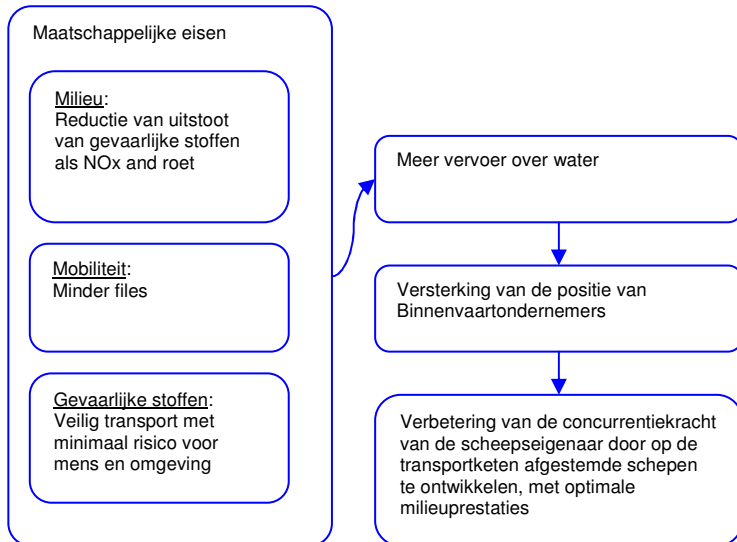 Maatschappelijke eisen
Milieu:
Reductie van uitstoot
van gevaarlijke stoffen
als NOx and roet
Mobiliteit:
Minder files
Gevaarlijke stoffen:
Veilig transport met
minimaal risico voor
mens en omgeving
Meer vervoer over water
Versterking van de positie van
Binnenvaartondernemers
Verbetering van de concurrentiekracht
van de scheepseigenaar door op de
transportketen afgestemde schepen
te ontwikkelen, met optimale
milieuprestaties